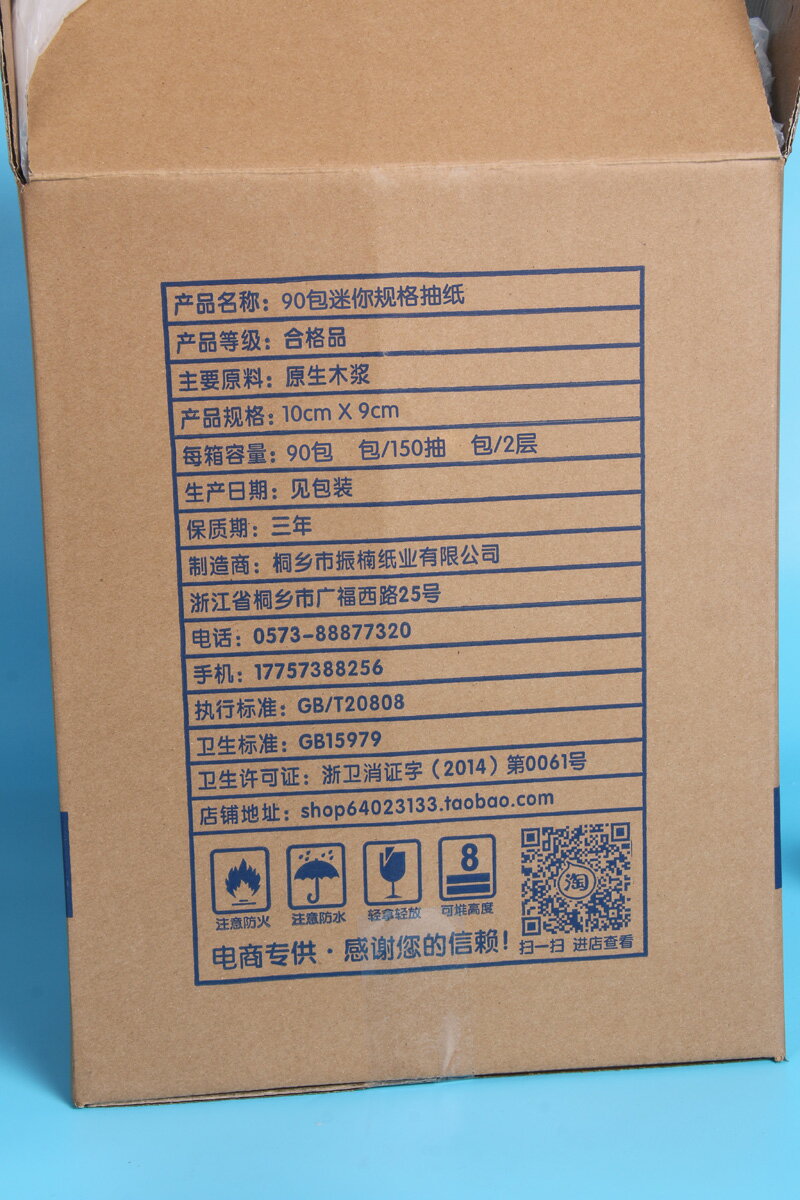 产品名称：90包迷你规格抽纸
产品等级：合格品
主要原料：原生木浆
产品规格：10cm X 9cm
每箱容量：90包 包/150抽 包/2层
生产日期：见包装
保质期：三年
制造商：桐乡市振楠纸业有限公司
浙江省桐乡市广福西路25号
电话：0573-88877320
手机：17757388256
执行标准：GB/T20808
卫生标准：GB15979
卫生许可证：浙卫消证字（2014）第0061号
店铺地址：shop64023133.taobao.com
8
淘
注意防火 注意防水 轻拿轻放 可堆高度
电商专供·感谢您的信赖！ 扫一扫 进店查看